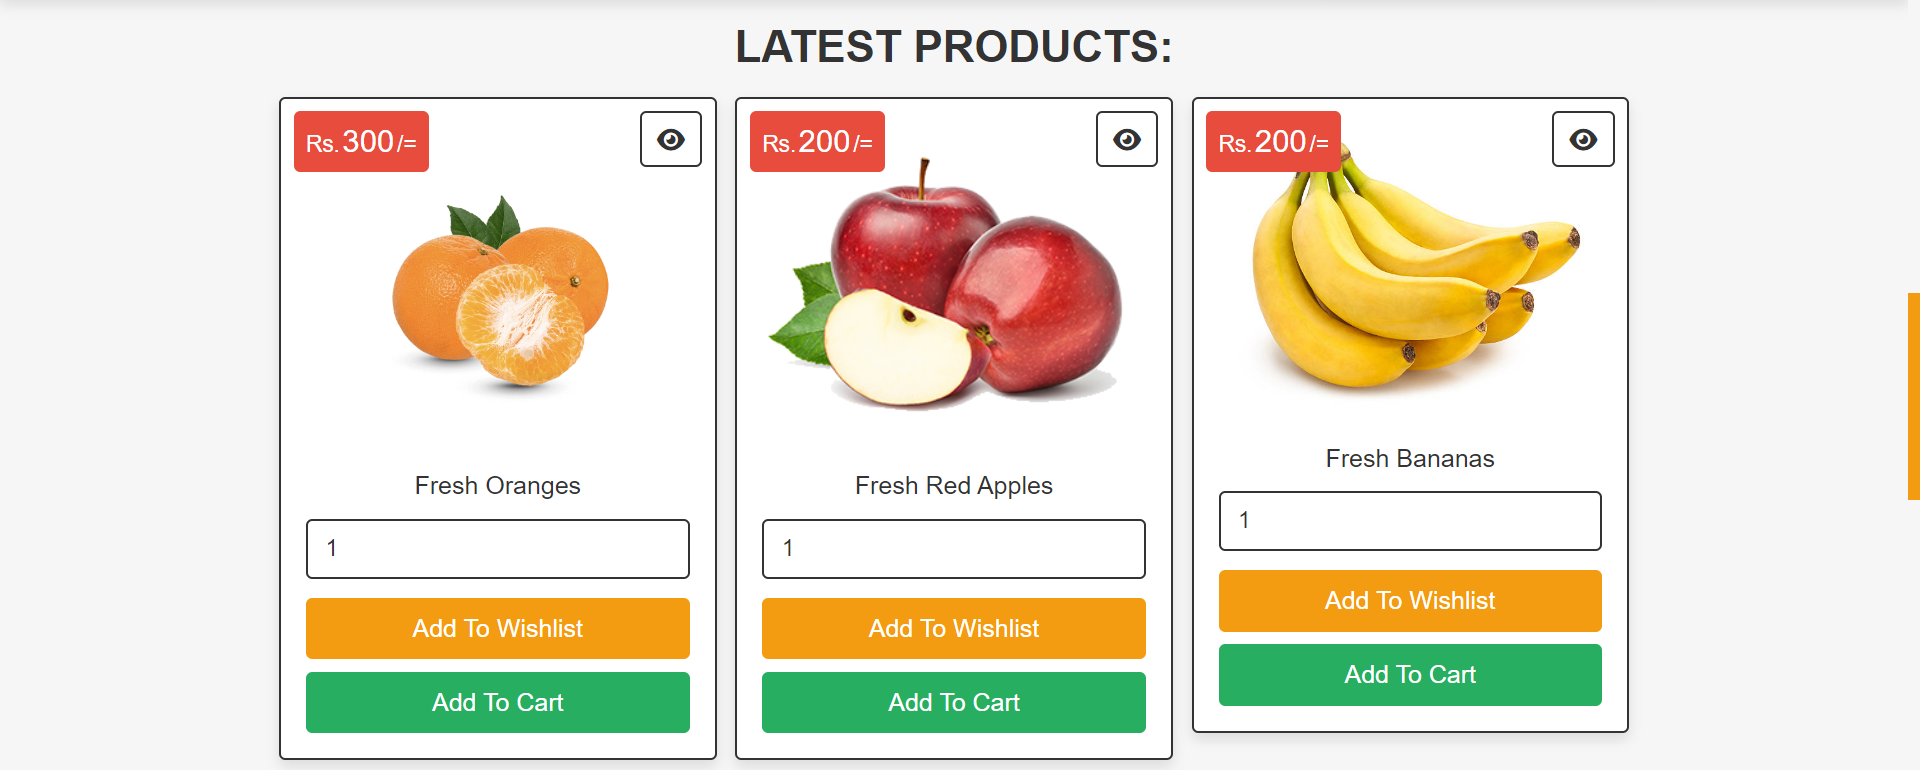 LATEST PRODUCTS:
Rs.300/=
Fresh Oranges
1
Add To Wishlist
Add To Cart
Rs.200/=
Fresh Red Apples
1
Add To Wishlist
Add To Cart
Rs.200/=
Fresh Bananas
1
Add To Wishlist
Add To Cart